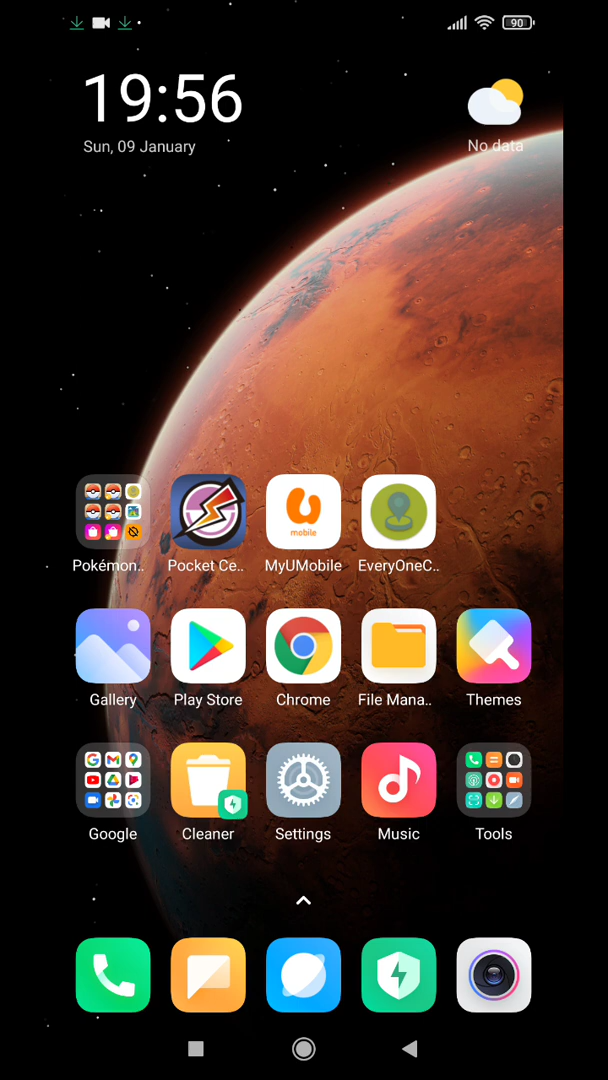 90
19:56
Sun, 09 January
No data
mobile
Pokémon..
Pocket Ce..
MyUMobile
EveryOneC..
Gallery
Play Store
Chrome
File Mana..
Themes
Google
Cleaner
Settings
Music
Tools